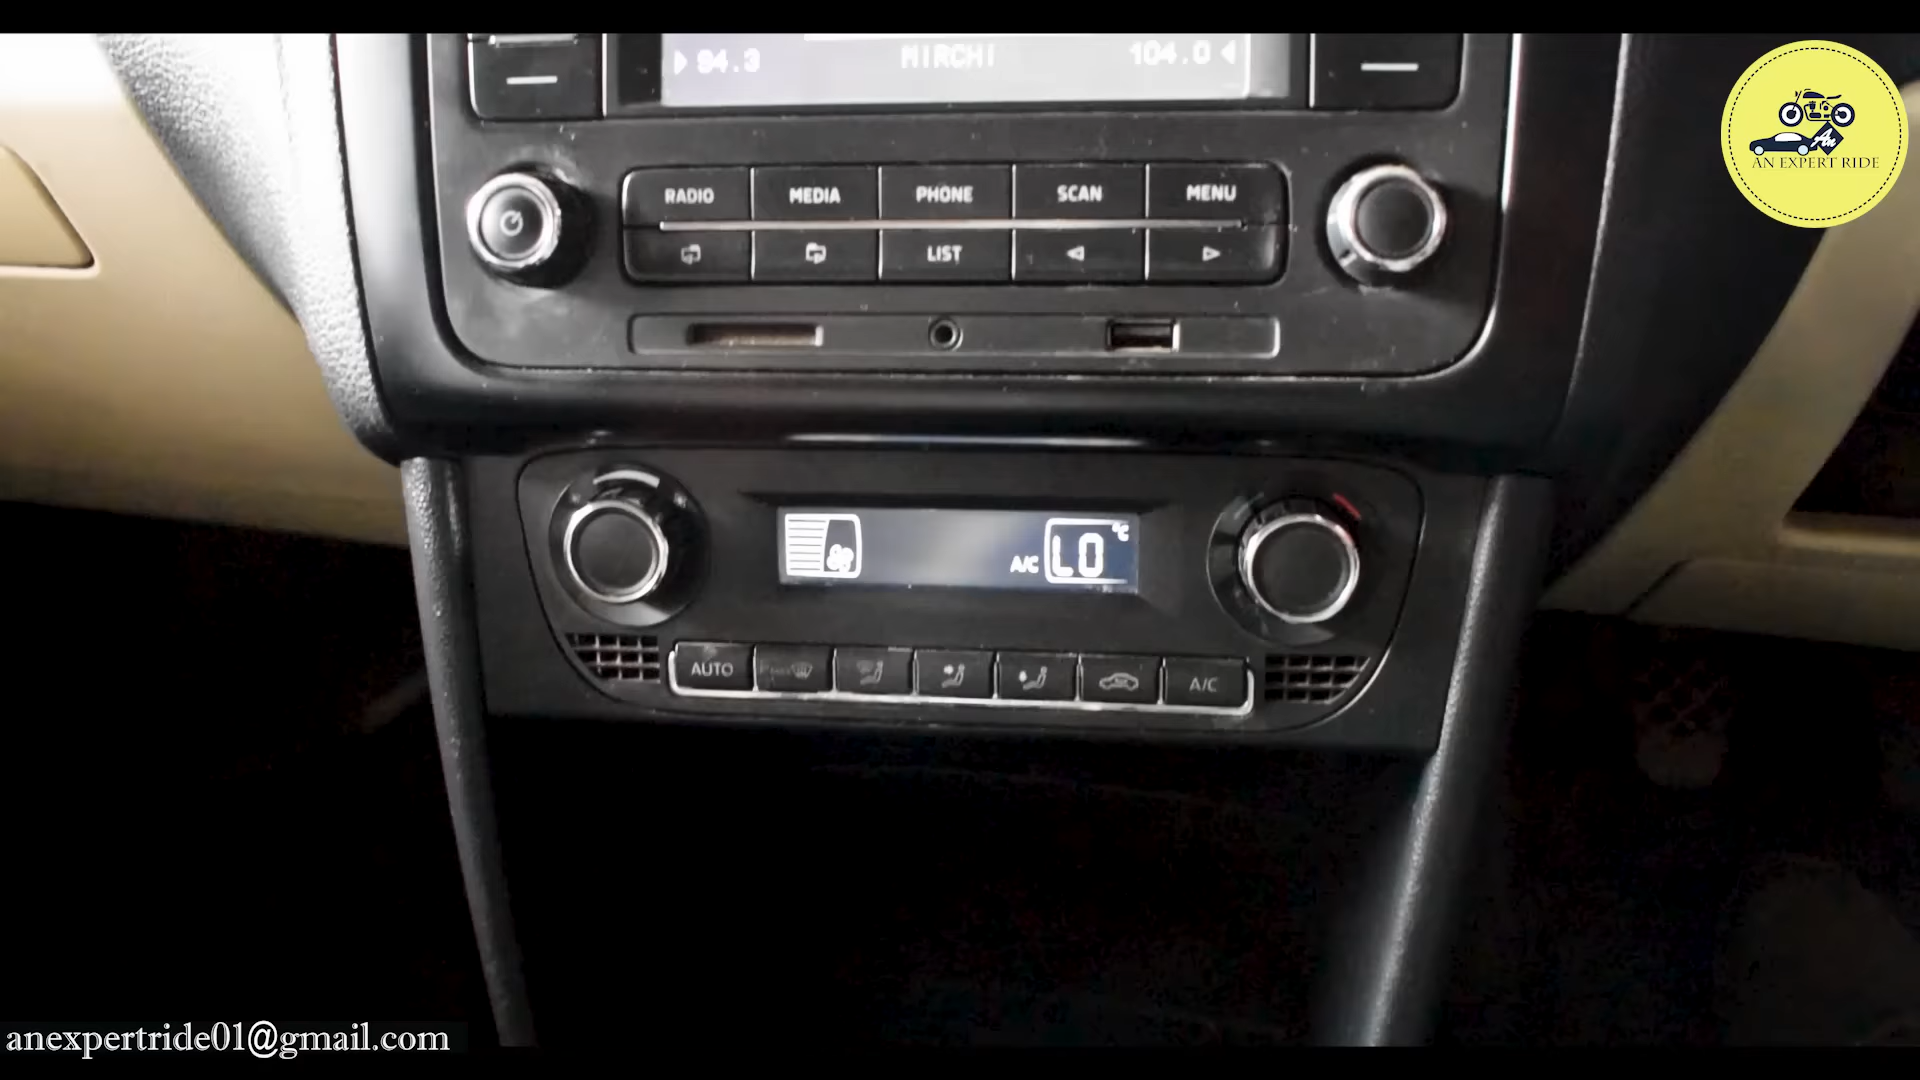 94.3 MIRCHI 104.0
AN EXPERT RIDE
RADIO MEDIA PHONE SCAN MENU
LIST
A/C LO °C
AUTO A/C
anexpertride01@gmail.com